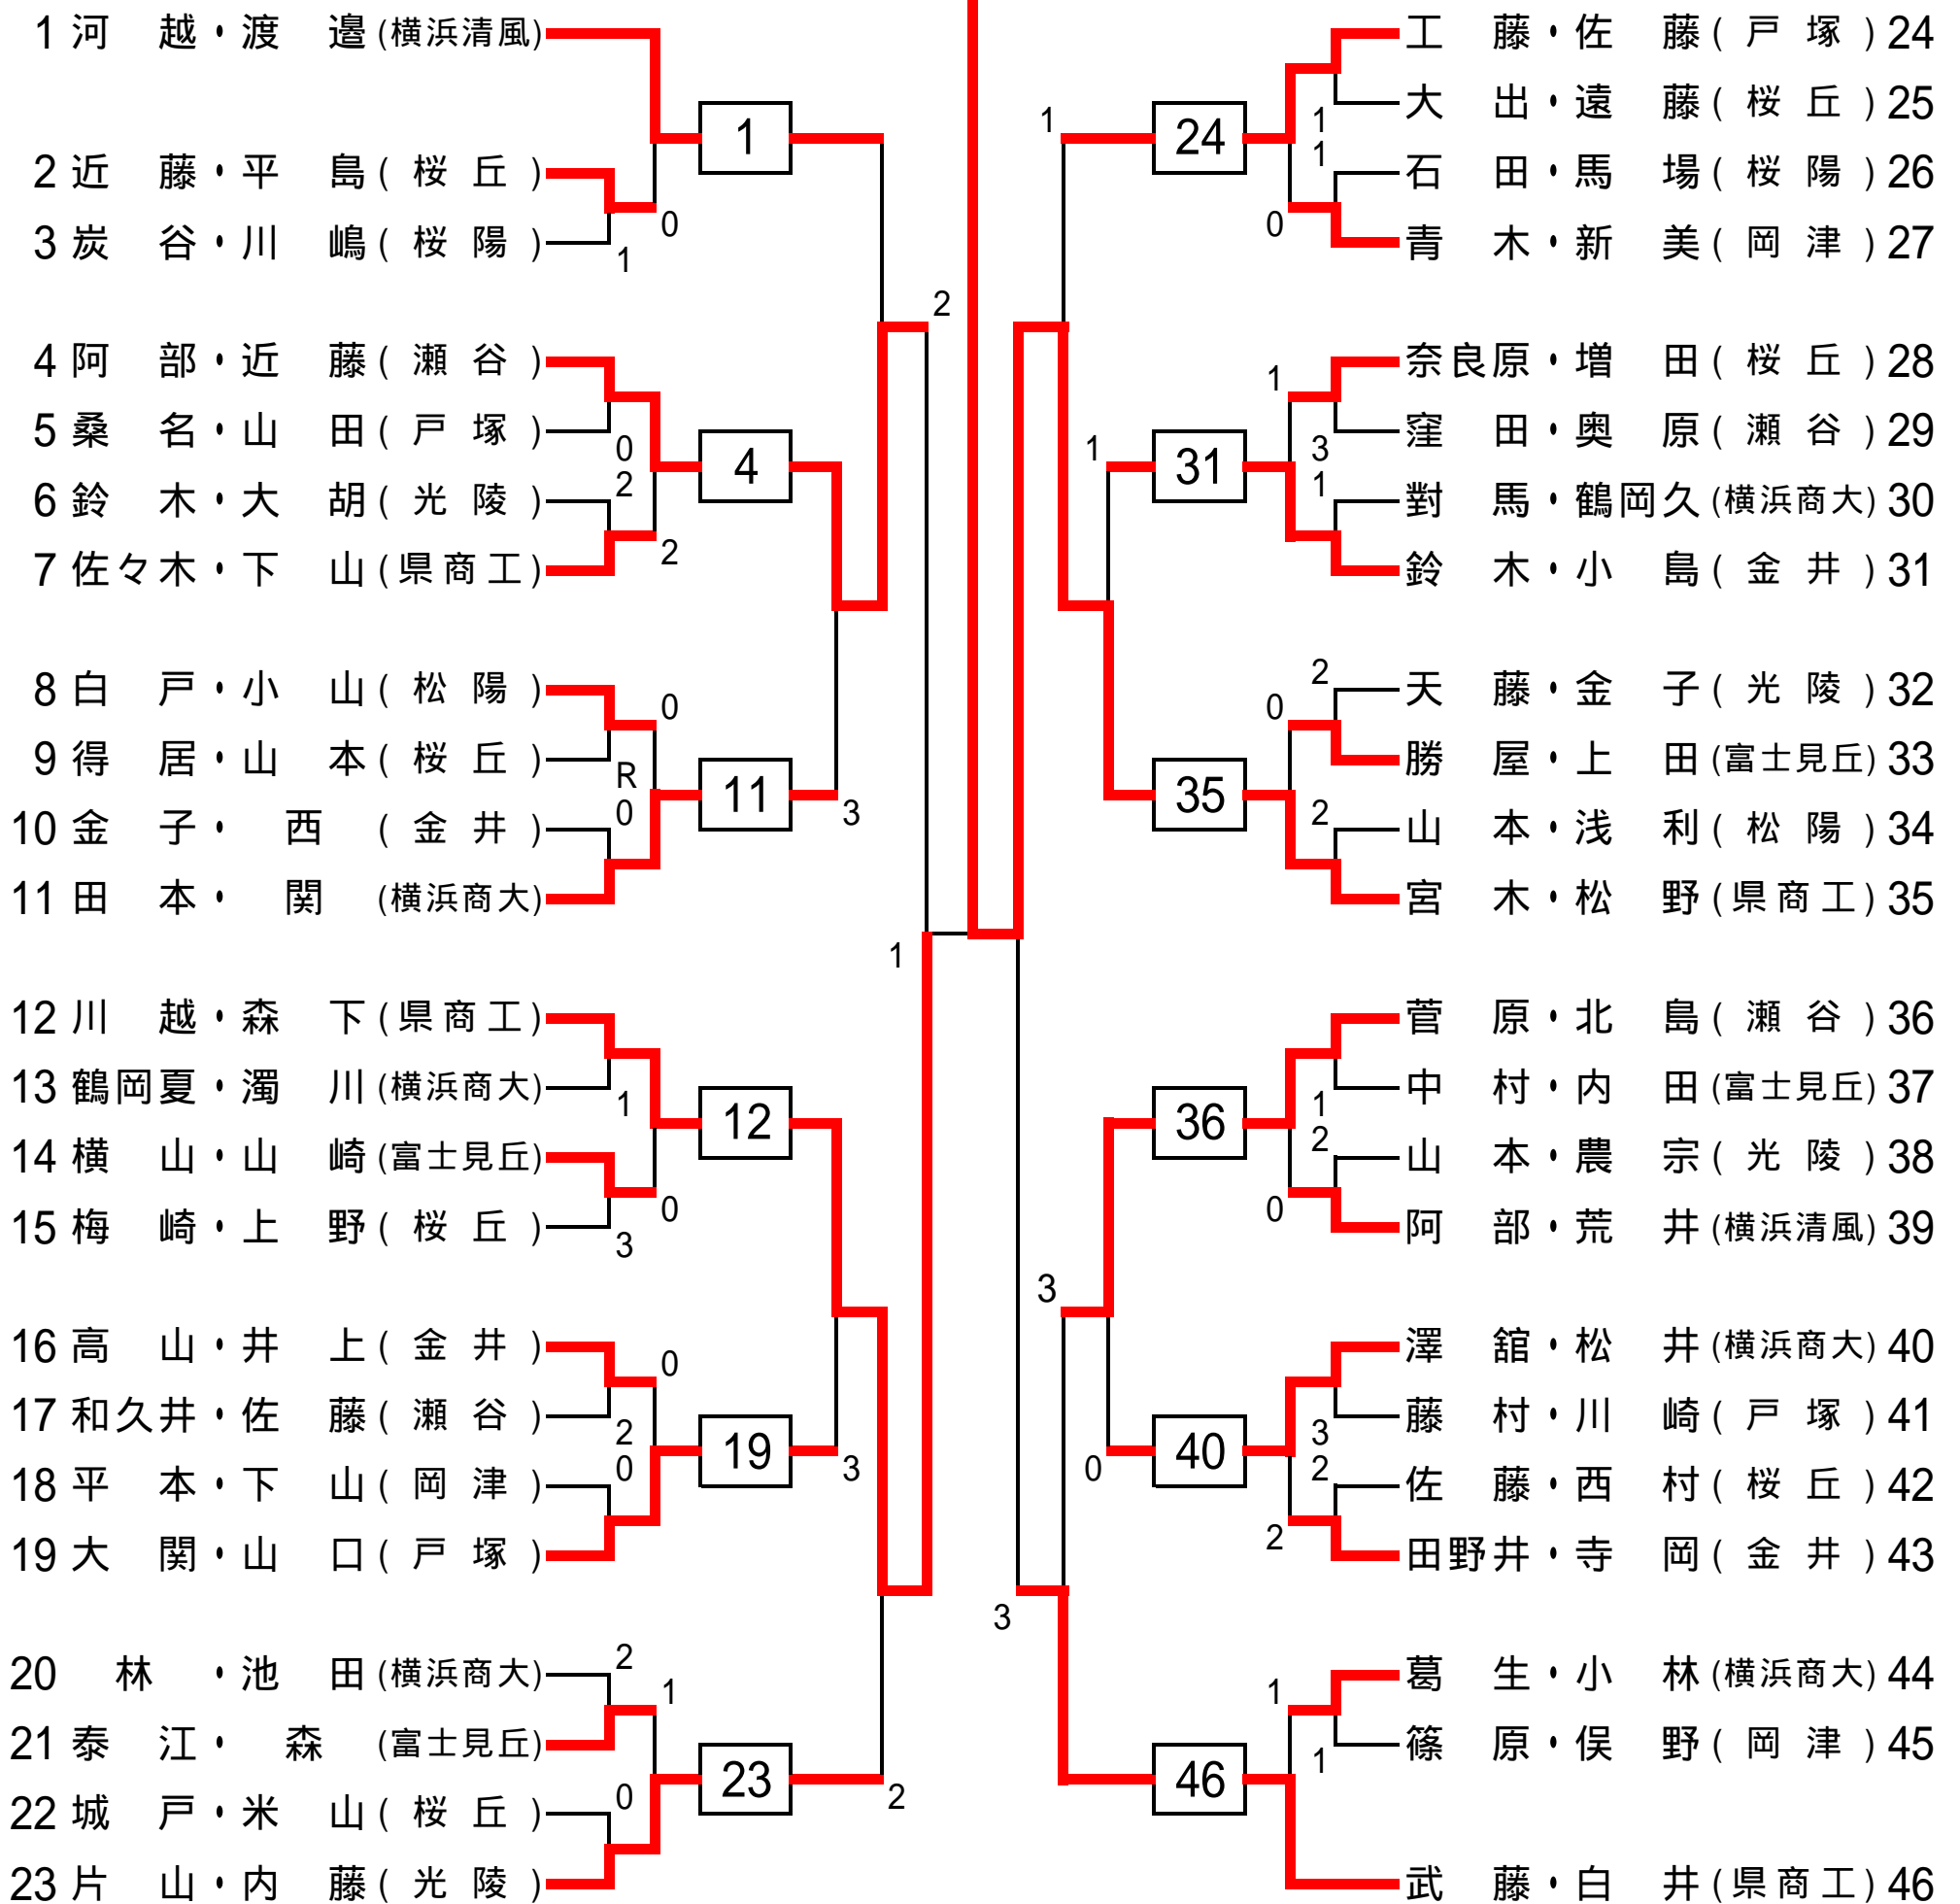 1 河越・渡邉(横浜清風)
2 近藤・平島(桜丘)
3 炭谷・川嶋(桜陽)
4 阿部・近藤(瀬谷)
5 桑名・山田(戸塚)
6 鈴木・大胡(光陵)
7 佐々木・下山(県商工)
8 白戸・小山(松陽)
9 得居・山本(桜丘)
10 金子・西(金井)
11 田本・関(横浜商大)
12 川越・森下(県商工)
13 鶴岡夏・濁川(横浜商大)
14 横山・山崎(富士見丘)
15 梅崎・上野(桜丘)
16 高山・井上(金井)
17 和久井・佐藤(瀬谷)
18 平本・下山(岡津)
19 大関・山口(戸塚)
20 林・池田(横浜商大)
21 泰江・森(富士見丘)
22 城戸・米山(桜丘)
23 片山・内藤(光陵)
1
0
1
0
2
2
0
R
0
1
0
3
0
2
0
2
1
0
1
4
11
12
19
23
2
3
1
3
2
1
1
3
3
1
0
24
31
35
36
40
46
1
1
0
1
3
1
2
0
2
1
2
0
3
2
2
1
1
工藤・佐藤(戸塚) 24
大出・遠藤(桜丘) 25
石田・馬場(桜陽) 26
青木・新美(岡津) 27
奈良原・増田(桜丘) 28
窪田・奥原(瀬谷) 29
對馬・鶴岡久(横浜商大) 30
鈴木・小島(金井) 31
天藤・金子(光陵) 32
勝屋・上田(富士見丘) 33
山本・浅利(松陽) 34
宮木・松野(県商工) 35
菅原・北島(瀬谷) 36
中村・内田(富士見丘) 37
山本・農宗(光陵) 38
阿部・荒井(横浜清風) 39
澤舘・松井(横浜商大) 40
藤村・川崎(戸塚) 41
佐藤・西村(桜丘) 42
田野井・寺岡(金井) 43
葛生・小林(横浜商大) 44
篠原・俣野(岡津) 45
武藤・白井(県商工) 46